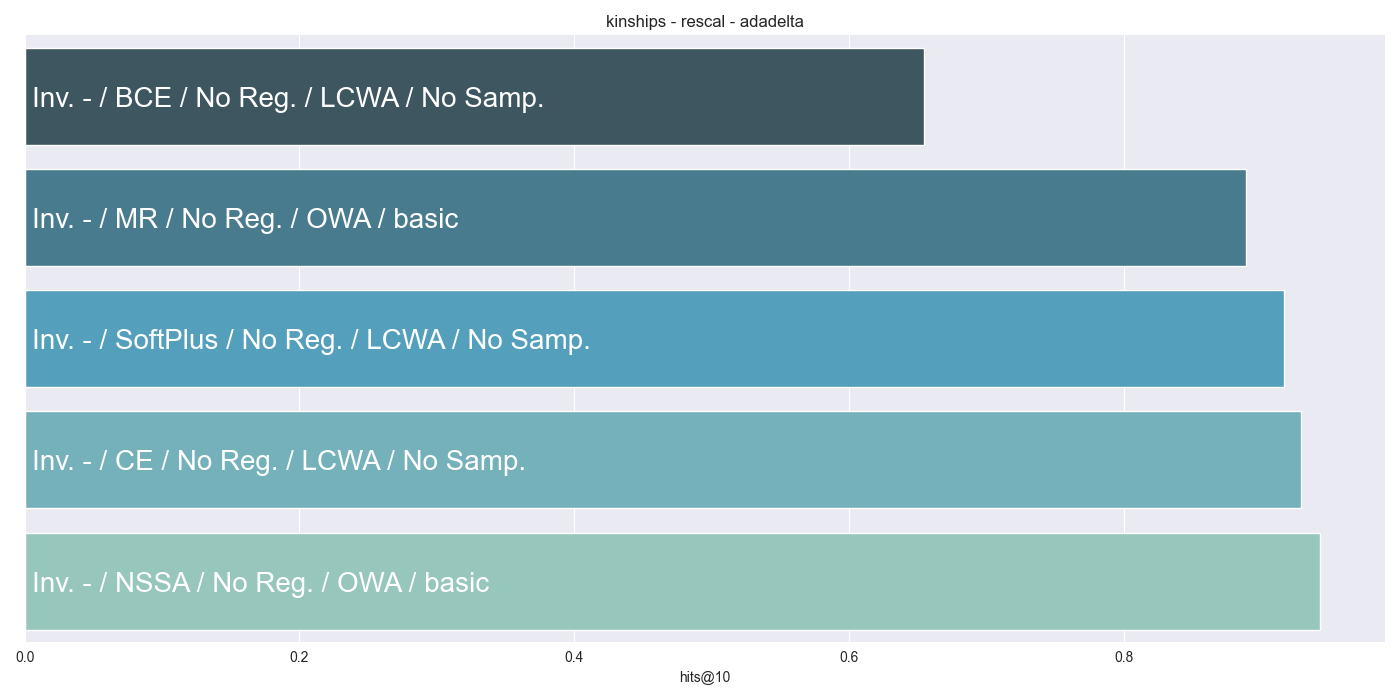 kinships - rescal - adadelta
Inv. - / BCE / No Reg. / LCWA / No Samp.
Inv. - / MR / No Reg. / OWA / basic
Inv. - / SoftPlus / No Reg. / LCWA / No Samp.
Inv. - / CE / No Reg. / LCWA / No Samp.
Inv. - / NSSA / No Reg. / OWA / basic
0.0 0.2 0.4 0.6 0.8
hits@10